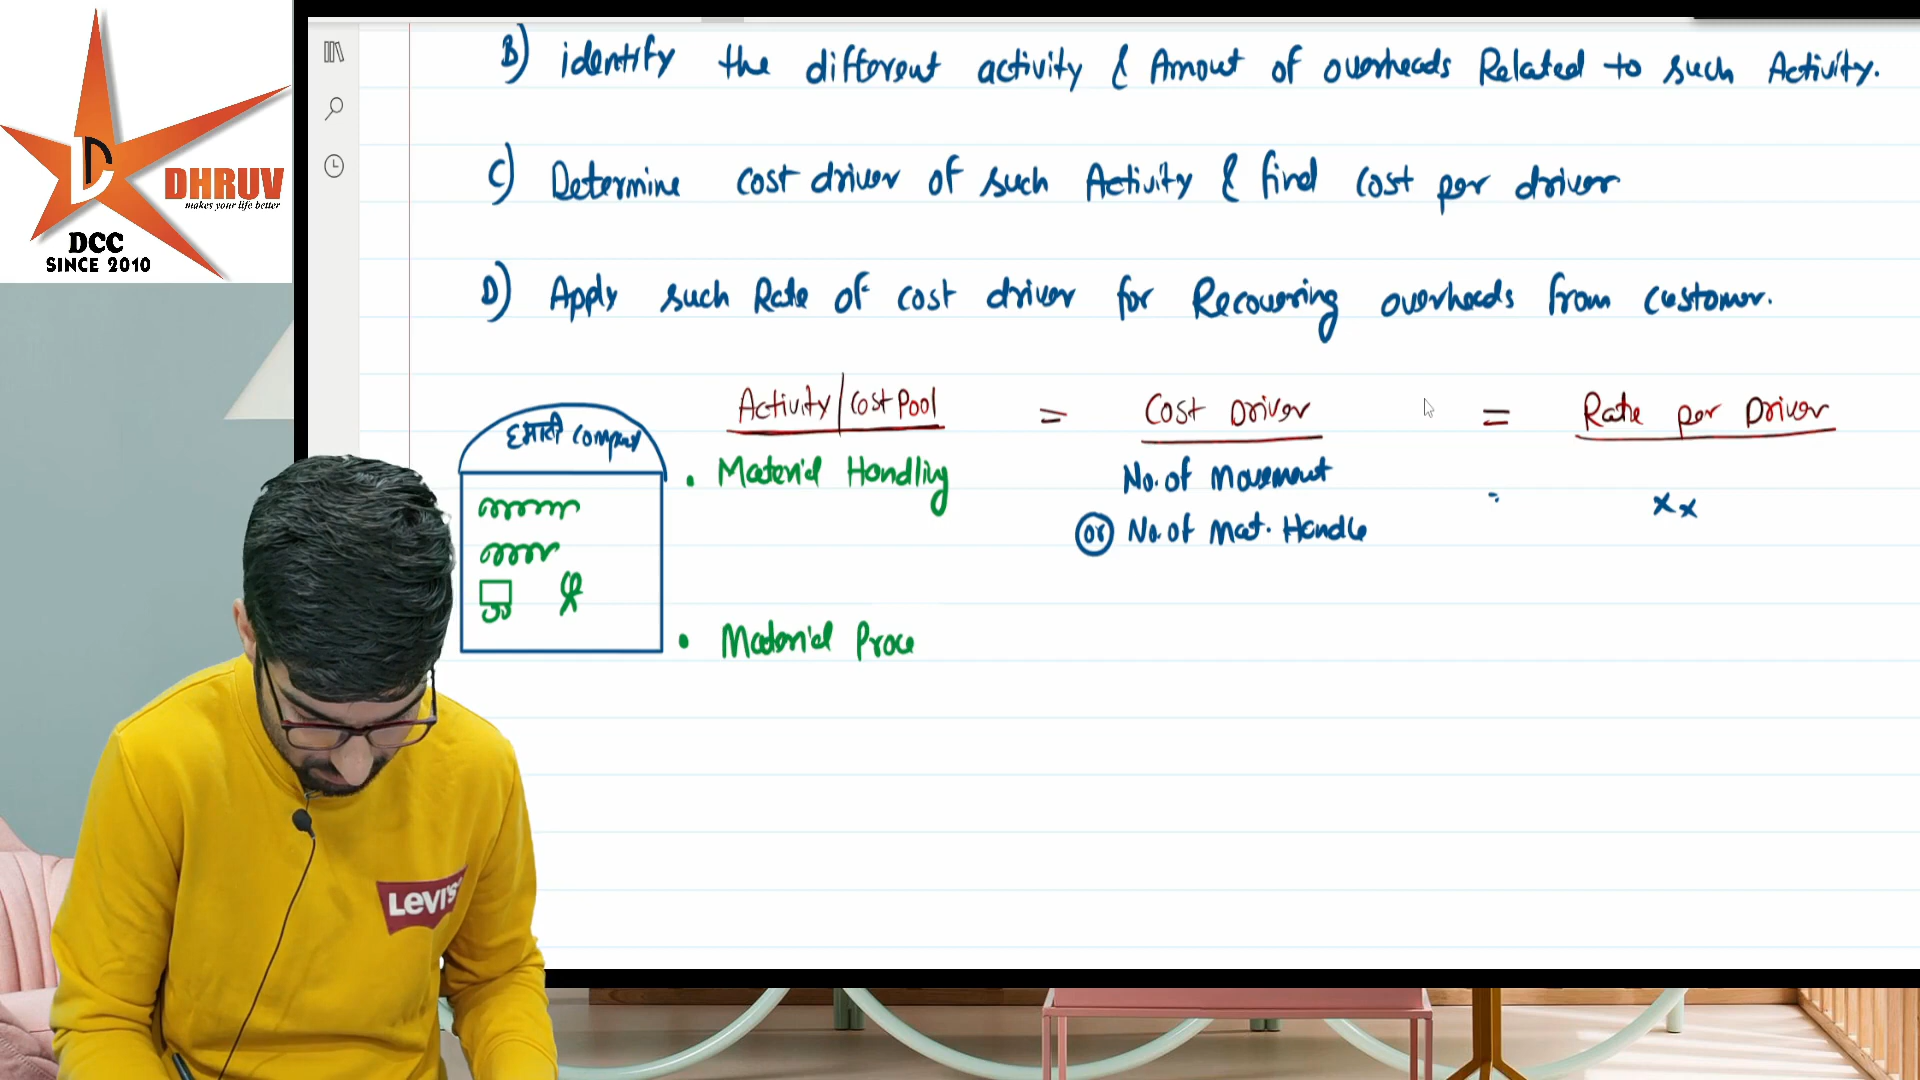 B) identify the different activity & Amount of overheads Related to such Activity.
C) Determine cost driver of such Activity & find cost per driver
D) Apply such Rate of cost driver for Recovering overheads from customer.
DHRUV
makes your life better
DCC
SINCE 2010
Activity/Cost Pool = Cost Driver = Rate per Driver
हमारी Company
• Material Handling
No. of Movement
xx
or No. of Mat. Handle
• Material Proce
LEVI'S